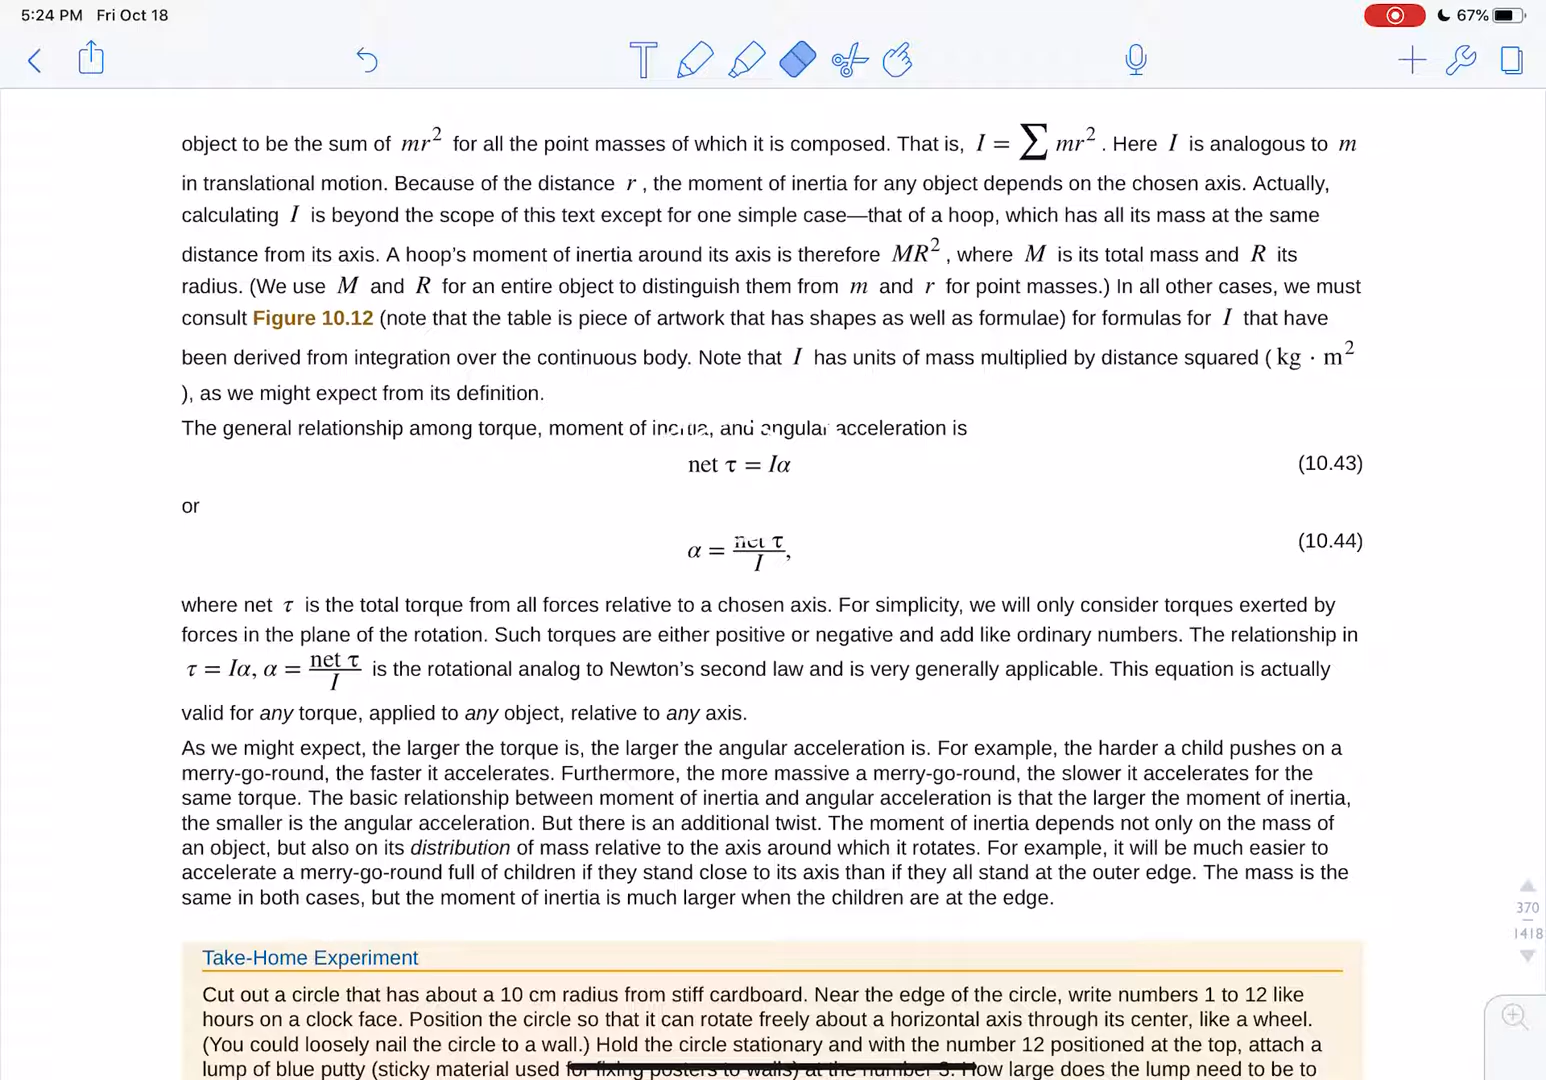 5:24 PM Fri Oct 18
67%
object to be the sum of mr² for all the point masses of which it is composed. That is, I = ∑ mr² . Here I is analogous to m
in translational motion. Because of the distance r , the moment of inertia for any object depends on the chosen axis. Actually,
calculating I is beyond the scope of this text except for one simple case—that of a hoop, which has all its mass at the same
distance from its axis. A hoop’s moment of inertia around its axis is therefore MR² , where M is its total mass and R its
radius. (We use M and R for an entire object to distinguish them from m and r for point masses.) In all other cases, we must
consult Figure 10.12 (note that the table is piece of artwork that has shapes as well as formulae) for formulas for I that have
been derived from integration over the continuous body. Note that I has units of mass multiplied by distance squared ( kg · m²
), as we might expect from its definition.
The general relationship among torque, moment of inertia, and angular acceleration is
net τ = Iα (10.43)
or
α = net τ / I, (10.44)
where net τ is the total torque from all forces relative to a chosen axis. For simplicity, we will only consider torques exerted by
forces in the plane of the rotation. Such torques are either positive or negative and add like ordinary numbers. The relationship in
τ = Iα, α = net τ / I is the rotational analog to Newton’s second law and is very generally applicable. This equation is actually
valid for any torque, applied to any object, relative to any axis.
As we might expect, the larger the torque is, the larger the angular acceleration is. For example, the harder a child pushes on a
merry-go-round, the faster it accelerates. Furthermore, the more massive a merry-go-round, the slower it accelerates for the
same torque. The basic relationship between moment of inertia and angular acceleration is that the larger the moment of inertia,
the smaller is the angular acceleration. But there is an additional twist. The moment of inertia depends not only on the mass of
an object, but also on its distribution of mass relative to the axis around which it rotates. For example, it will be much easier to
accelerate a merry-go-round full of children if they stand close to its axis than if they all stand at the outer edge. The mass is the
same in both cases, but the moment of inertia is much larger when the children are at the edge.
370
1418
Take-Home Experiment
Cut out a circle that has about a 10 cm radius from stiff cardboard. Near the edge of the circle, write numbers 1 to 12 like
hours on a clock face. Position the circle so that it can rotate freely about a horizontal axis through its center, like a wheel.
(You could loosely nail the circle to a wall.) Hold the circle stationary and with the number 12 positioned at the top, attach a
lump of blue putty (sticky material used for fixing posters to walls) at the number 3. How large does the lump need to be to